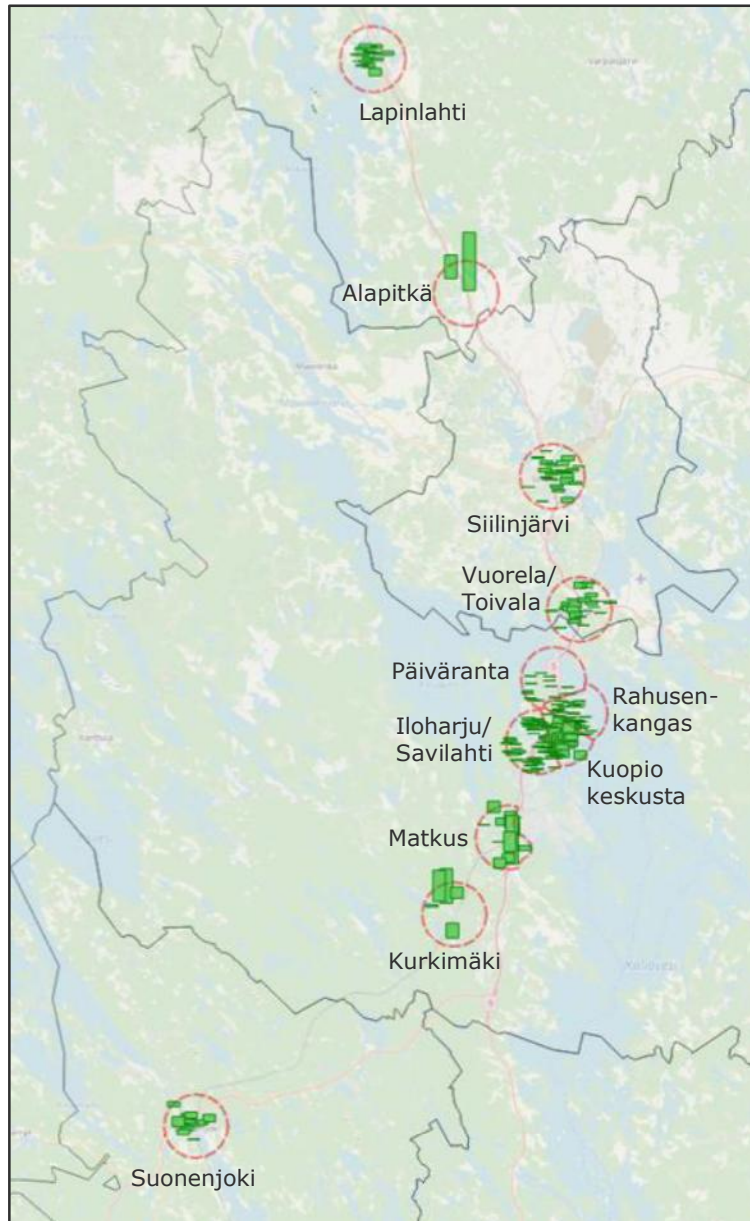 Lapinlahti
Alapitkä
Siilinjärvi
Vuorela/
Toivala
Päiväranta
Rahusen-
kangas
Iloharju/
Savilahti
Kuopio
keskusta
Matkus
Kurkimäki
Suonenjoki